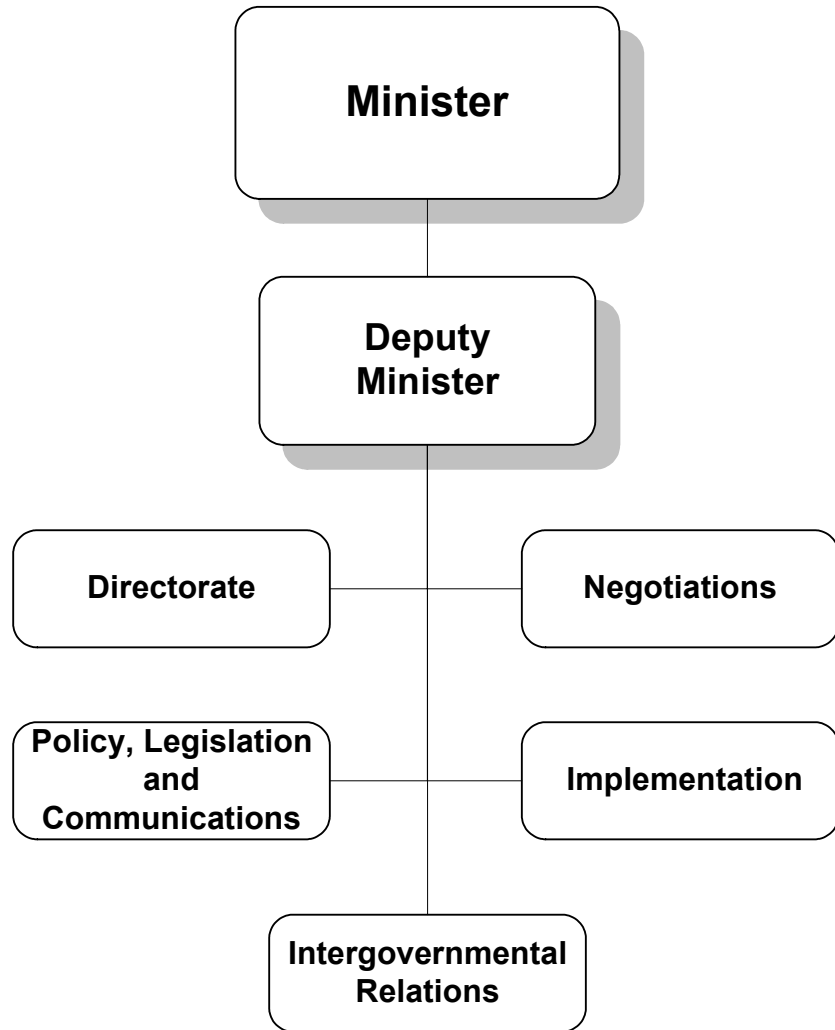 Minister
Deputy
Minister
Directorate
Negotiations
Policy, Legislation
and
Communications
Implementation
Intergovernmental
Relations